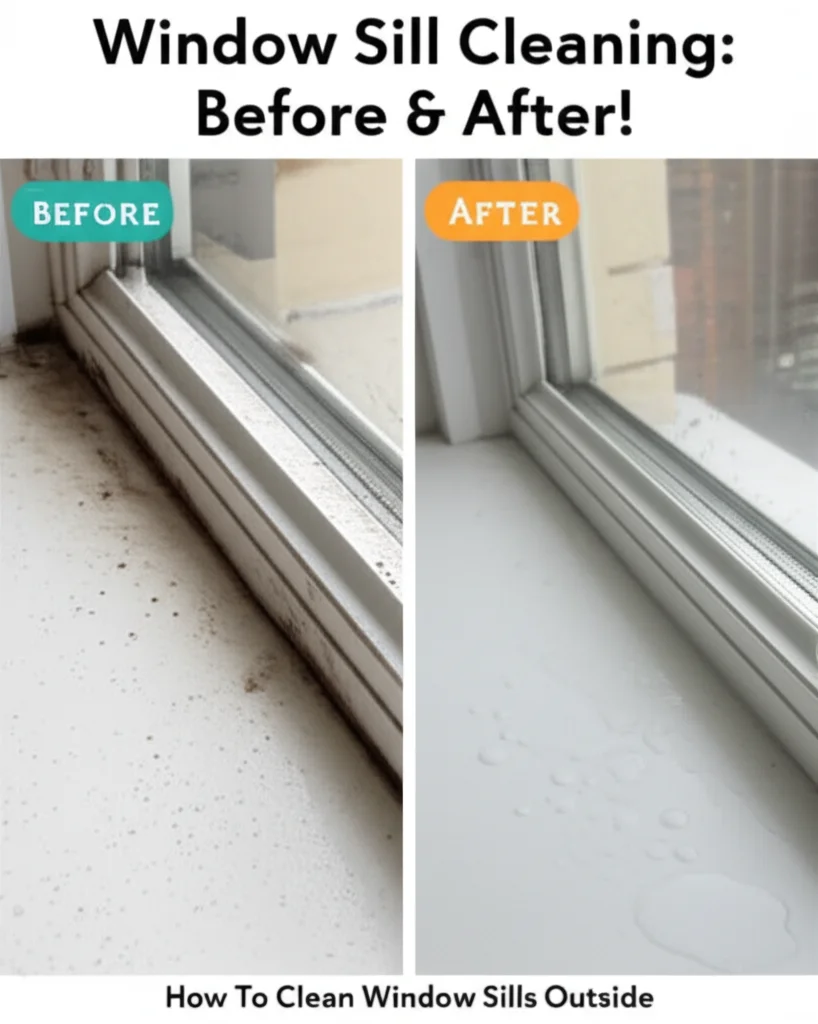 Window Sill Cleaning:
Before & After!
BEFORE
AFTER
How To Clean Window Sills Outside